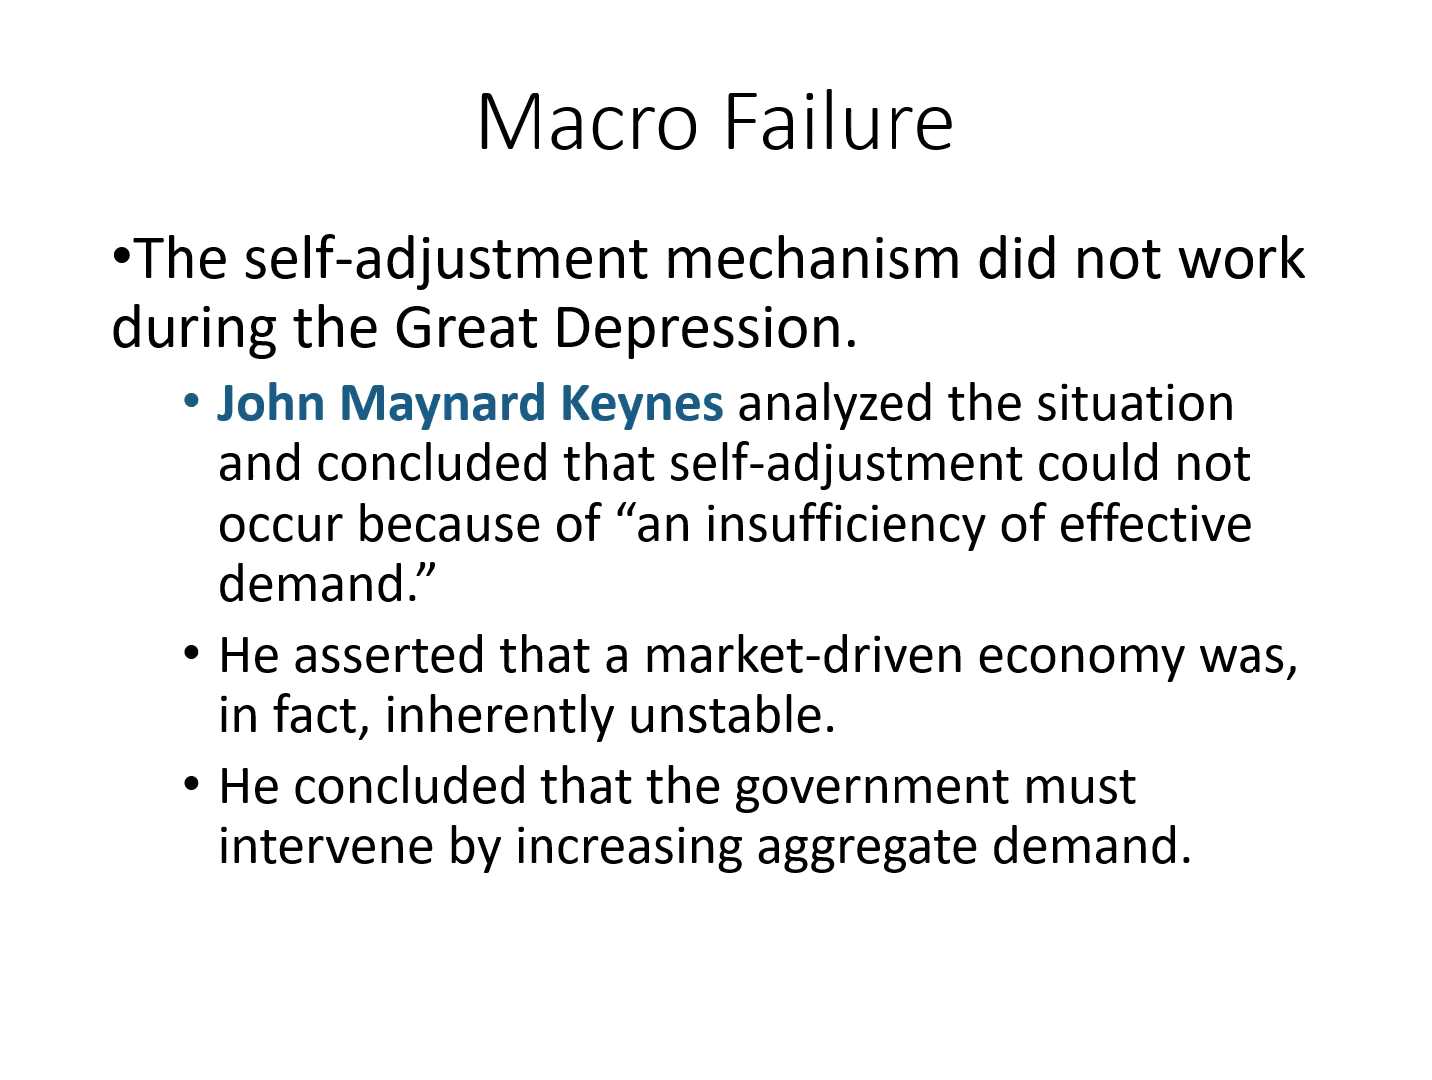 Macro Failure
•The self-adjustment mechanism did not work
during the Great Depression.
• John Maynard Keynes analyzed the situation
and concluded that self-adjustment could not
occur because of “an insufficiency of effective
demand.”
• He asserted that a market-driven economy was,
in fact, inherently unstable.
• He concluded that the government must
intervene by increasing aggregate demand.